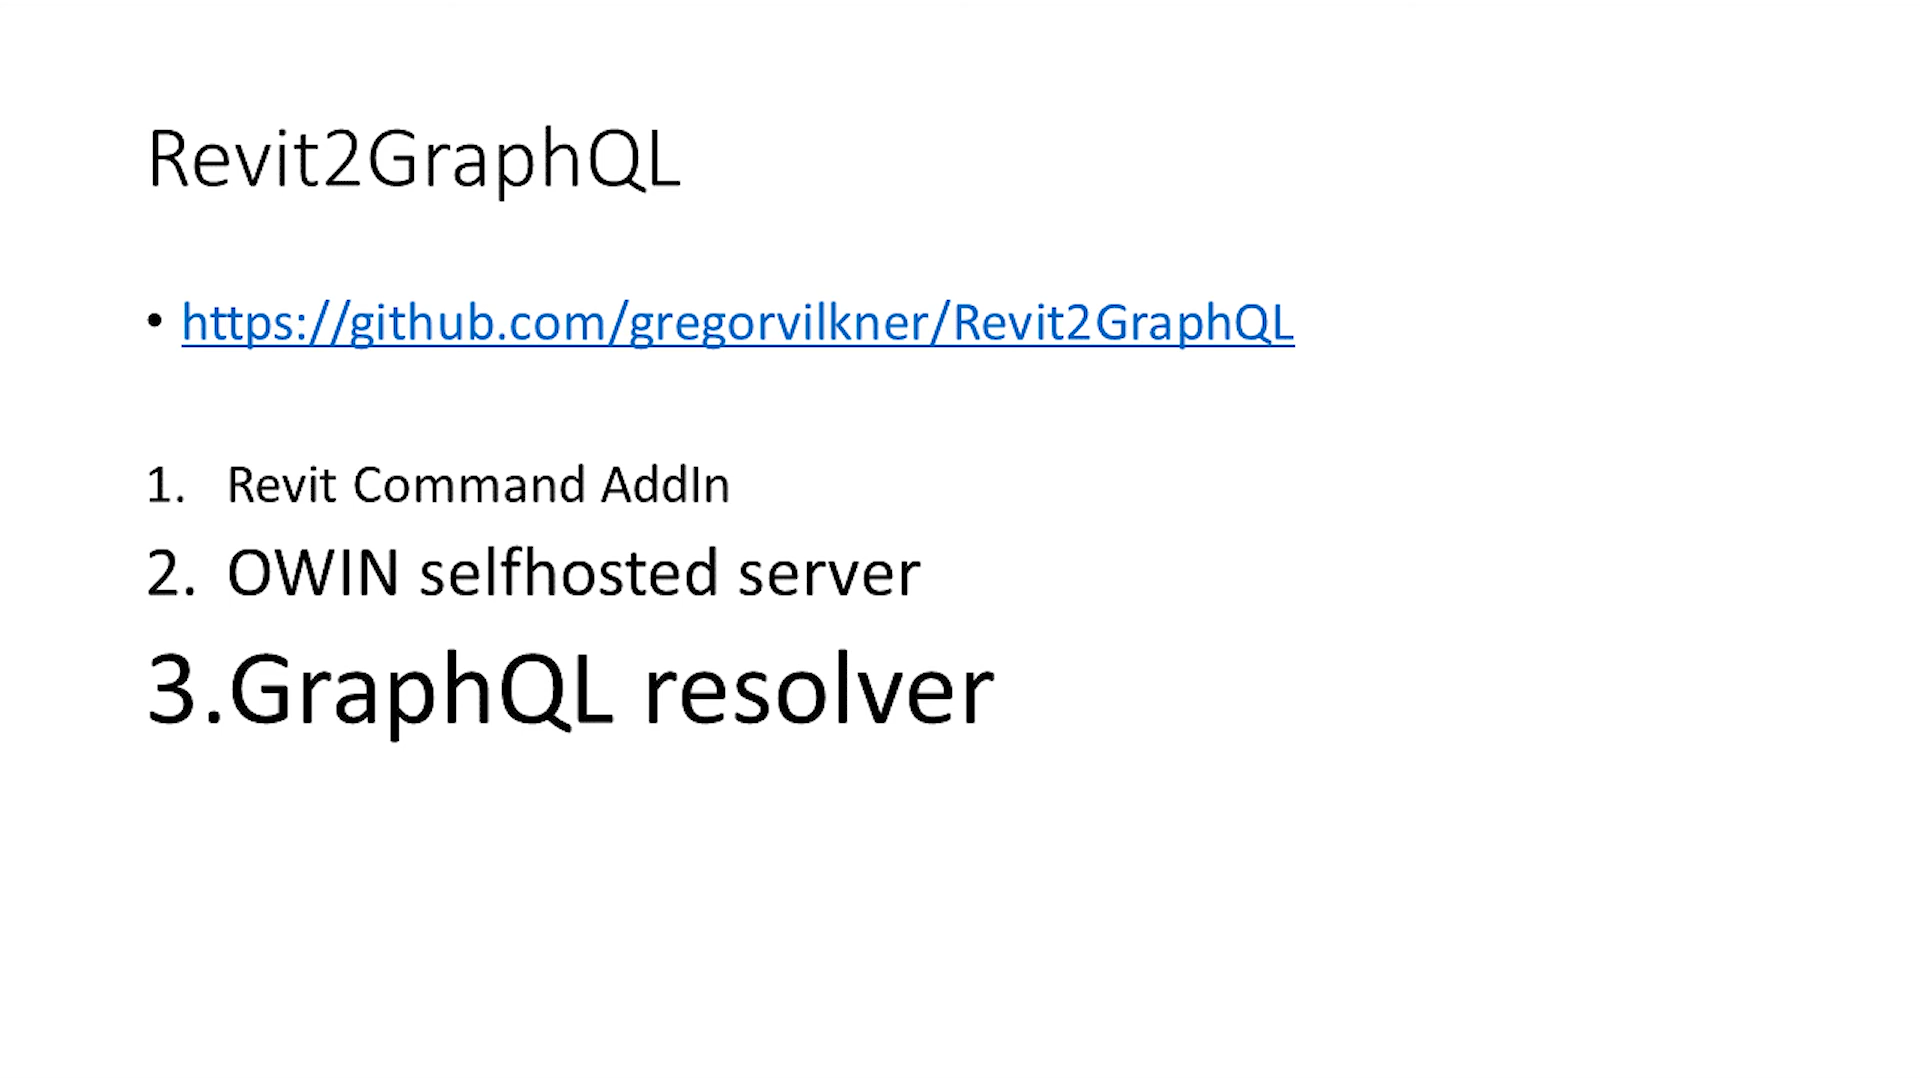 Revit2GraphQL
• https://github.com/gregorvilkner/Revit2GraphQL
1. Revit Command AddIn
2. OWIN selfhosted server
3.GraphQL resolver